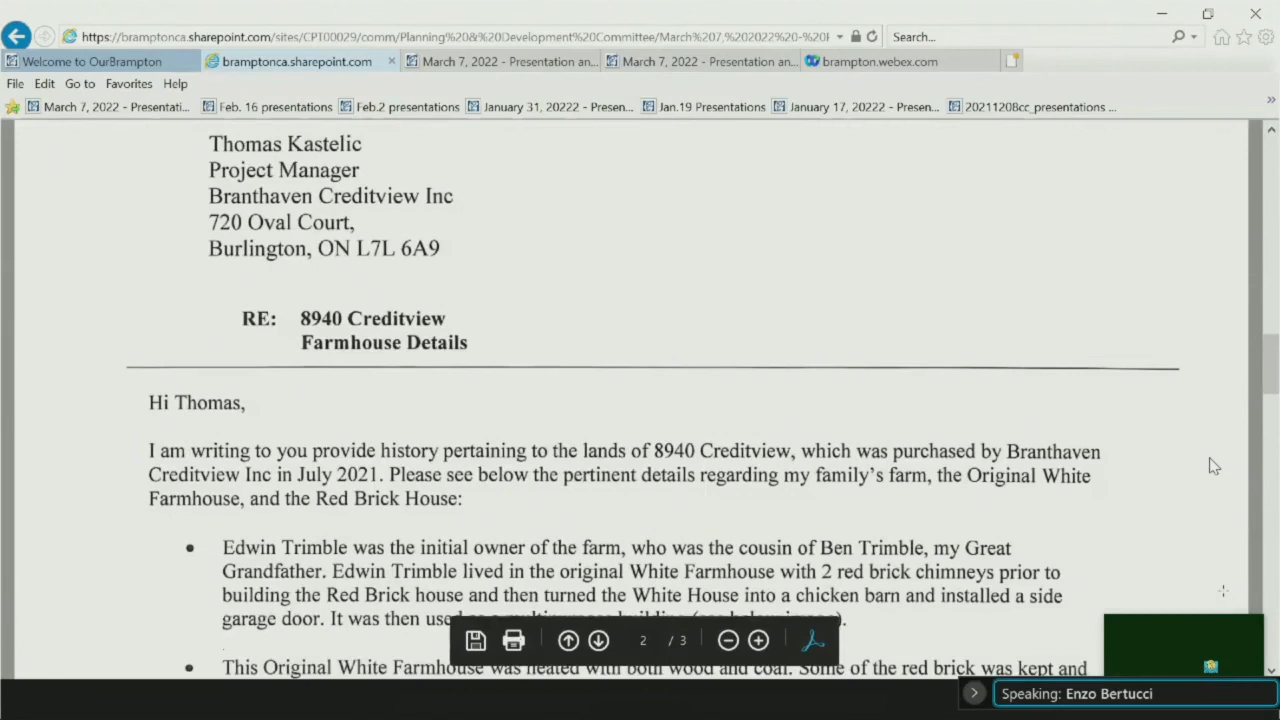 https://bramptonca.sharepoint.com/sites/CPT00029/comm/Planning%20&%20Development%20Committee/March%207,%202022%20-%20F
Search...
Welcome to OurBrampton
bramptonca.sharepoint.com
March 7, 2022 - Presentation an...
March 7, 2022 - Presentation an...
brampton.webex.com
File Edit Go to Favorites Help
March 7, 2022 - Presentati...
Feb. 16 presentations
Feb.2 presentations
January 31, 20222 - Presen...
Jan.19 Presentations
January 17, 20222 - Presen...
20211208cc_presentations ...
Thomas Kastelic
Project Manager
Branthaven Creditview Inc
720 Oval Court,
Burlington, ON L7L 6A9
RE: 8940 Creditview
Farmhouse Details
Hi Thomas,
I am writing to you provide history pertaining to the lands of 8940 Creditview, which was purchased by Branthaven
Creditview Inc in July 2021. Please see below the pertinent details regarding my family's farm, the Original White
Farmhouse, and the Red Brick House:
• Edwin Trimble was the initial owner of the farm, who was the cousin of Ben Trimble, my Great
Grandfather. Edwin Trimble lived in the original White Farmhouse with 2 red brick chimneys prior to
building the Red Brick house and then turned the White House into a chicken barn and installed a side
garage door. It was then used
2 / 3
• This Original White Farmhouse was heated with both wood and coal. Some of the red brick was kept and
Speaking: Enzo Bertucci